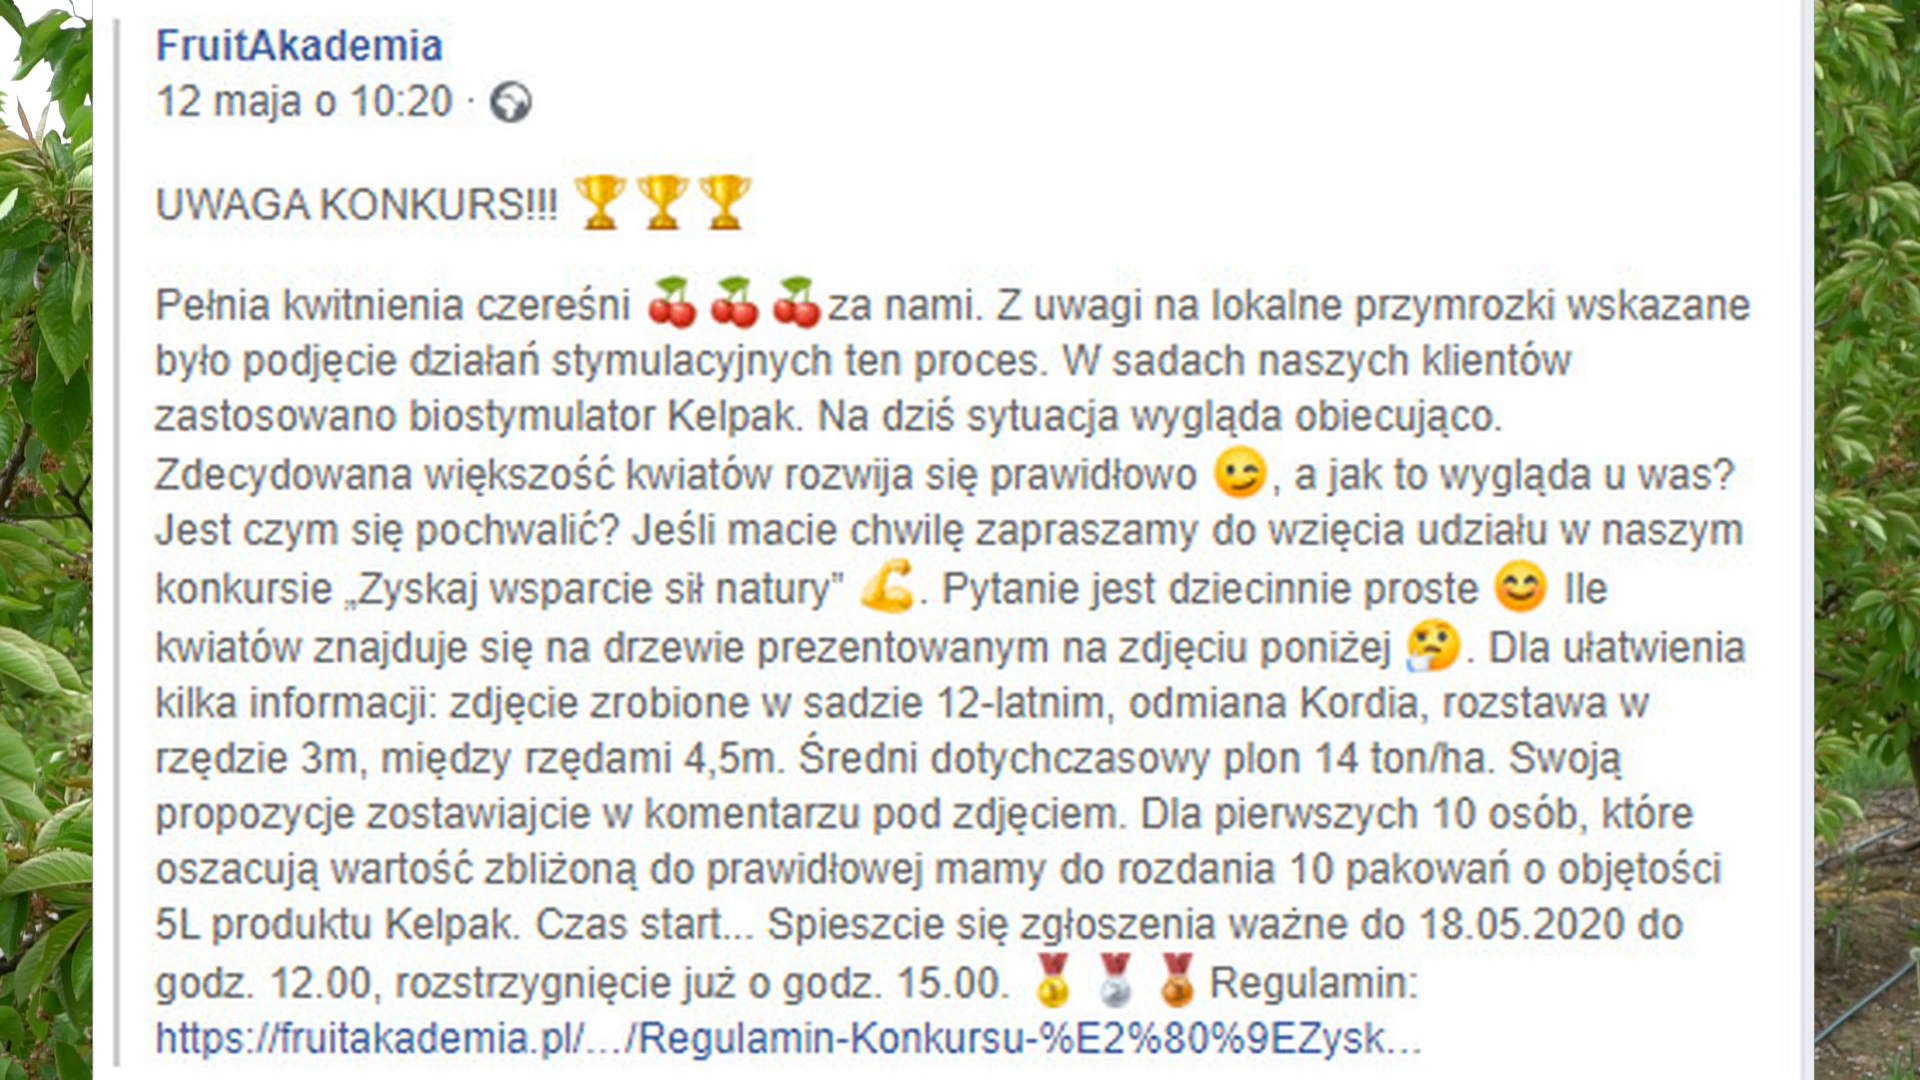 FruitAkademia
12 maja o 10:20 ·
UWAGA KONKURS!!! 🏆🏆🏆
Pełnia kwitnienia czereśni 🍒🍒🍒za nami. Z uwagi na lokalne przymrozki wskazane
było podjęcie działań stymulacyjnych ten proces. W sadach naszych klientów
zastosowano biostymulator Kelpak. Na dziś sytuacja wygląda obiecująco.
Zdecydowana większość kwiatów rozwija się prawidłowo 😉, a jak to wygląda u was?
Jest czym się pochwalić? Jeśli macie chwilę zapraszamy do wzięcia udziału w naszym
konkursie „Zyskaj wsparcie sił natury” 💪. Pytanie jest dziecinnie proste 😊 Ile
kwiatów znajduje się na drzewie prezentowanym na zdjęciu poniżej 🤔. Dla ułatwienia
kilka informacji: zdjęcie zrobione w sadzie 12-latnim, odmiana Kordia, rozstawa w
rzędzie 3m, między rzędami 4,5m. Średni dotychczasowy plon 14 ton/ha. Swoją
propozycje zostawiajcie w komentarzu pod zdjęciem. Dla pierwszych 10 osób, które
oszacują wartość zbliżoną do prawidłowej mamy do rozdania 10 pakowań o objętości
5L produktu Kelpak. Czas start... Spieszcie się zgłoszenia ważne do 18.05.2020 do
godz. 12.00, rozstrzygnięcie już o godz. 15.00. 🥇🥈🥉 Regulamin:
https://fruitakademia.pl/.../Regulamin-Konkursu-%E2%80%9EZysk...